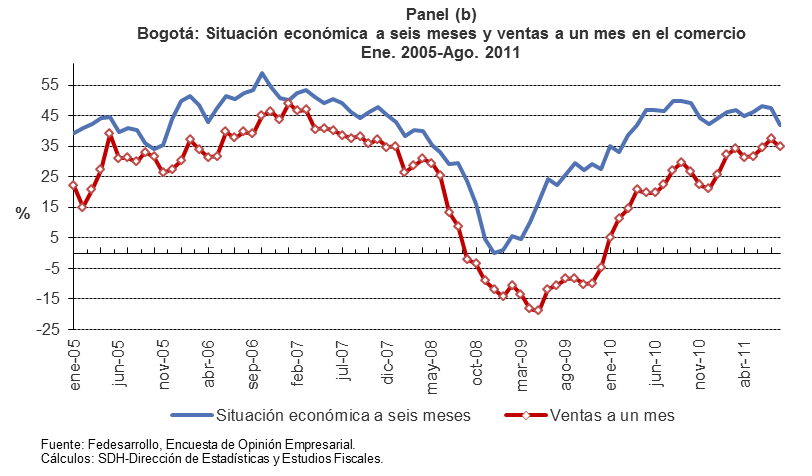 Panel (b)
Bogotá: Situación económica a seis meses y ventas a un mes en el comercio
Ene. 2005-Ago. 2011
55
45
35
25
15
5
-5
-15
-25
%
ene-05
jun-05
nov-05
abr-06
sep-06
feb-07
jul-07
dic-07
may-08
oct-08
mar-09
ago-09
ene-10
jun-10
nov-10
abr-11
Situación económica a seis meses
Ventas a un mes
Fuente: Fedesarrollo, Encuesta de Opinión Empresarial.
Cálculos: SDH-Dirección de Estadísticas y Estudios Fiscales.